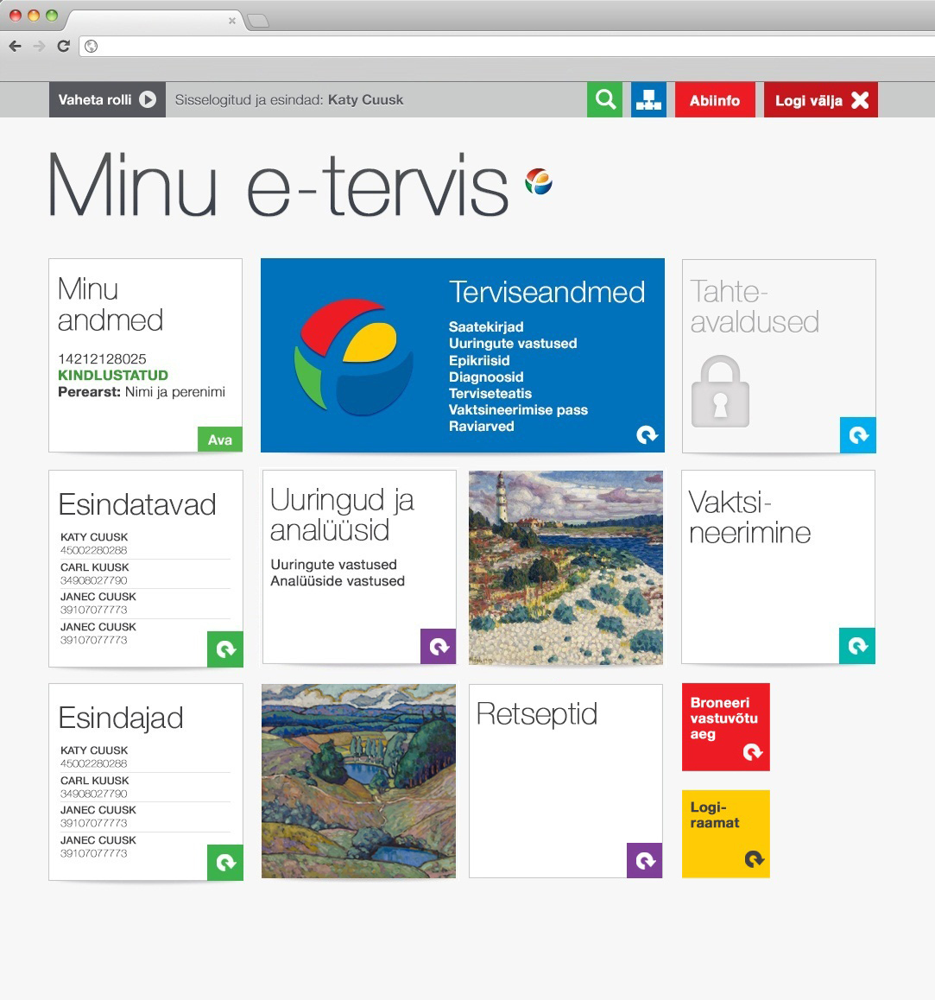 Vaheta rolli
Sisselogitud ja esindad: Katy Cuusk
Abiinfo
Logi välja
Minu e-tervis
Minu
andmed
14212128025
KINDLUSTATUD
Perearst: Nimi ja perenimi
Ava
Terviseandmed
Saatekirjad
Uuringute vastused
Epikriisid
Diagnoosid
Terviseteatis
Vaktsineerimise pass
Raviarved
Tahte-
avaldused
Esindatavad
KATY CUUSK
45002280288
CARL KUUSK
34908027790
JANEC CUUSK
39107077773
JANEC CUUSK
39107077773
Uuringud ja
analüüsid
Uuringute vastused
Analüüside vastused
Vaktsi-
neerimine
Esindajad
KATY CUUSK
45002280288
CARL KUUSK
34908027790
JANEC CUUSK
39107077773
JANEC CUUSK
39107077773
Retseptid
Broneeri
vastuvõtu
aeg
Logi-
raamat